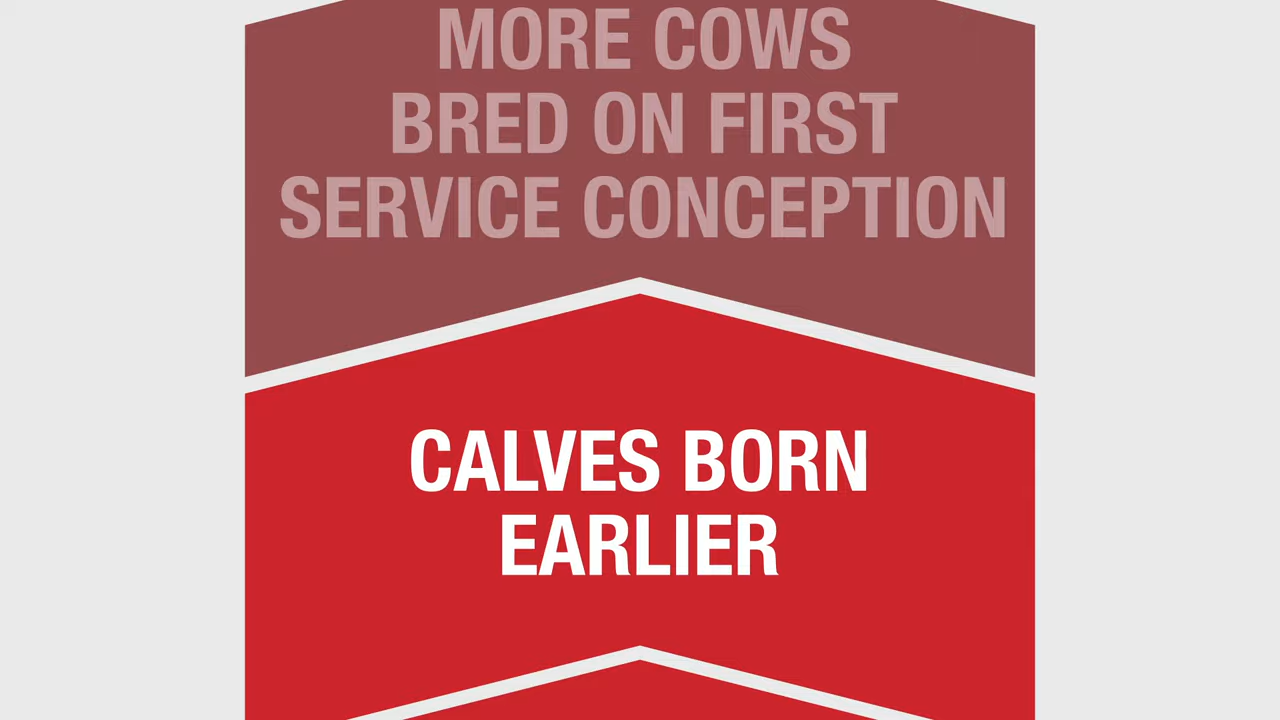 MORE COWS
BRED ON FIRST
SERVICE CONCEPTION
CALVES BORN
EARLIER